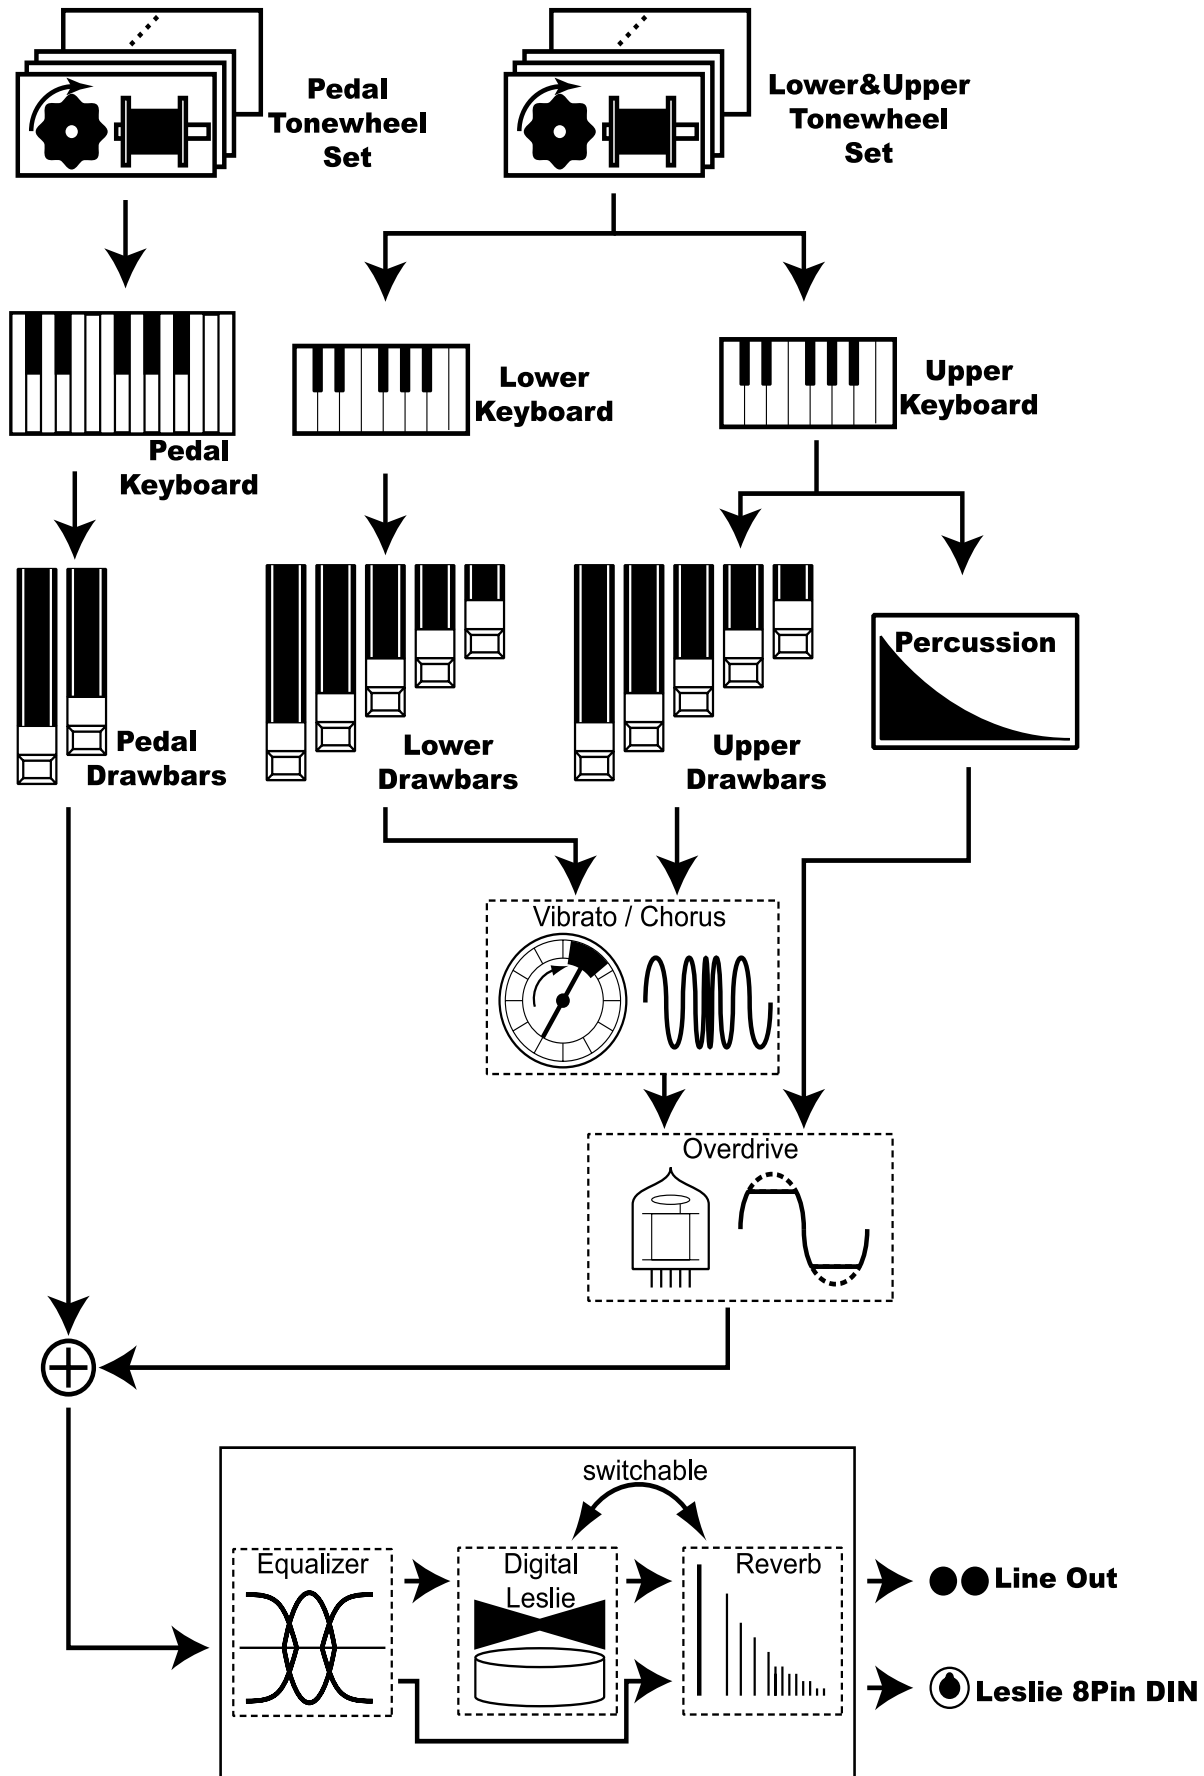 Pedal
Tonewheel
Set
Lower&Upper
Tonewheel
Set
Pedal
Keyboard
Lower
Keyboard
Upper
Keyboard
Pedal
Drawbars
Lower
Drawbars
Upper
Drawbars
Percussion
Vibrato / Chorus
Overdrive
switchable
Equalizer
Digital
Leslie
Reverb
Line Out
Leslie 8Pin DIN